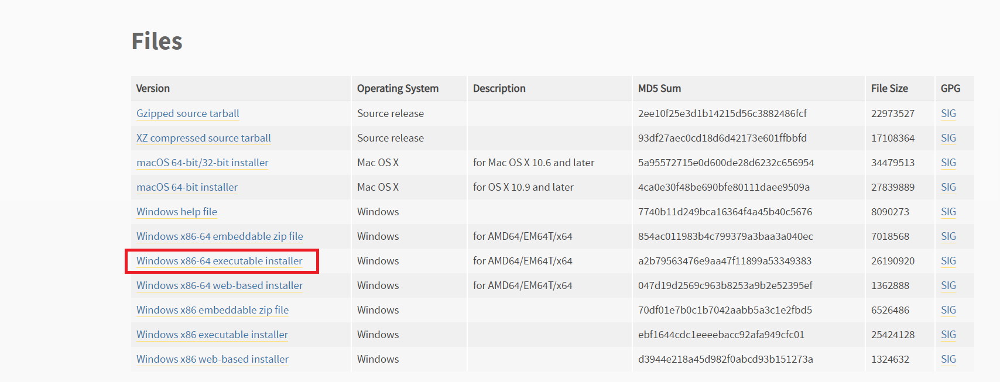 Files
Version Operating System Description MD5 Sum File Size GPG
Gzipped source tarball Source release 2ee10f25e3d1b14215d56c3882486fcf 22973527 SIG
XZ compressed source tarball Source release 93df27aec0cd18d6d42173e601ffbbfd 17108364 SIG
macOS 64-bit/32-bit installer Mac OS X for Mac OS X 10.6 and later 5a95572715e0d600de28d6232c656954 34479513 SIG
macOS 64-bit installer Mac OS X for OS X 10.9 and later 4ca0e30f48be690bfe80111daee9509a 27839889 SIG
Windows help file Windows 7740b11d249bca16364f4a45b40c5676 8090273 SIG
Windows x86-64 embeddable zip file Windows for AMD64/EM64T/x64 854ac011983b4c799379a3baa3a040ec 7018568 SIG
Windows x86-64 executable installer Windows for AMD64/EM64T/x64 a2b79563476e9aa47f11899a53349383 26190920 SIG
Windows x86-64 web-based installer Windows for AMD64/EM64T/x64 047d19d2569c963b8253a9b2e52395ef 1362888 SIG
Windows x86 embeddable zip file Windows 70df01e7b0c1b7042aabb5a3c1e2fbd5 6526486 SIG
Windows x86 executable installer Windows ebf1644cdc1eeeebacc92afa949cfc01 25424128 SIG
Windows x86 web-based installer Windows d3944e218a45d982f0abcd93b151273a 1324632 SIG